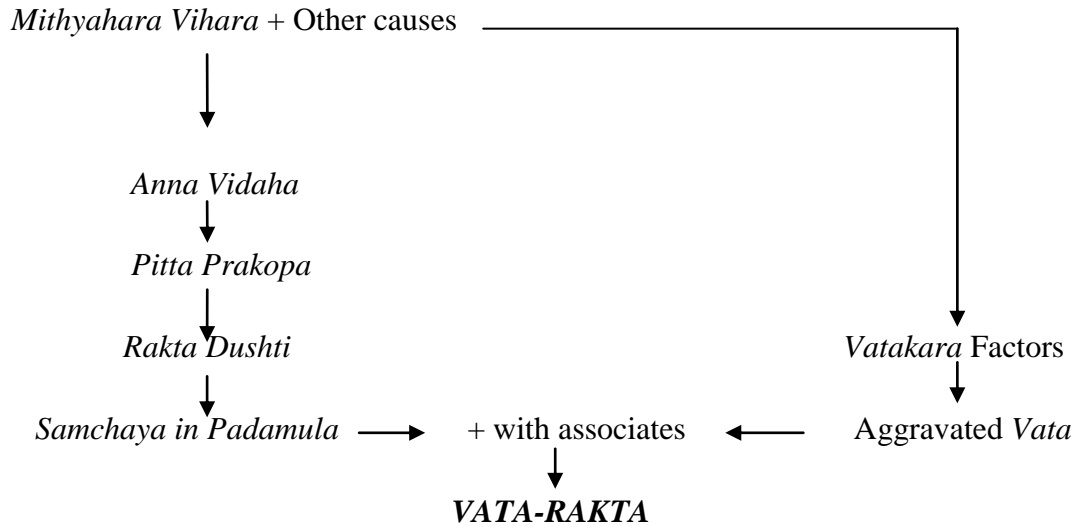 Mithyahara Vihara + Other causes
Anna Vidaha
Pitta Prakopa
Rakta Dushti
Vatakara Factors
Samchaya in Padamula
+ with associates
Aggravated Vata
VATA-RAKTA